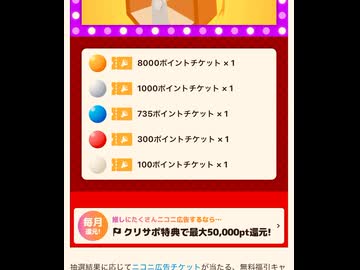 8000ポイントチケット × 1
1000ポイントチケット × 1
735ポイントチケット × 1
300ポイントチケット × 1
100ポイントチケット × 1
毎月
還元!
推しにたくさんニコニ広告するなら…
クリサポ特典で最大50,000pt還元!
抽選結果に応じてニコニ広告チケットが当たる、無料福引キャ